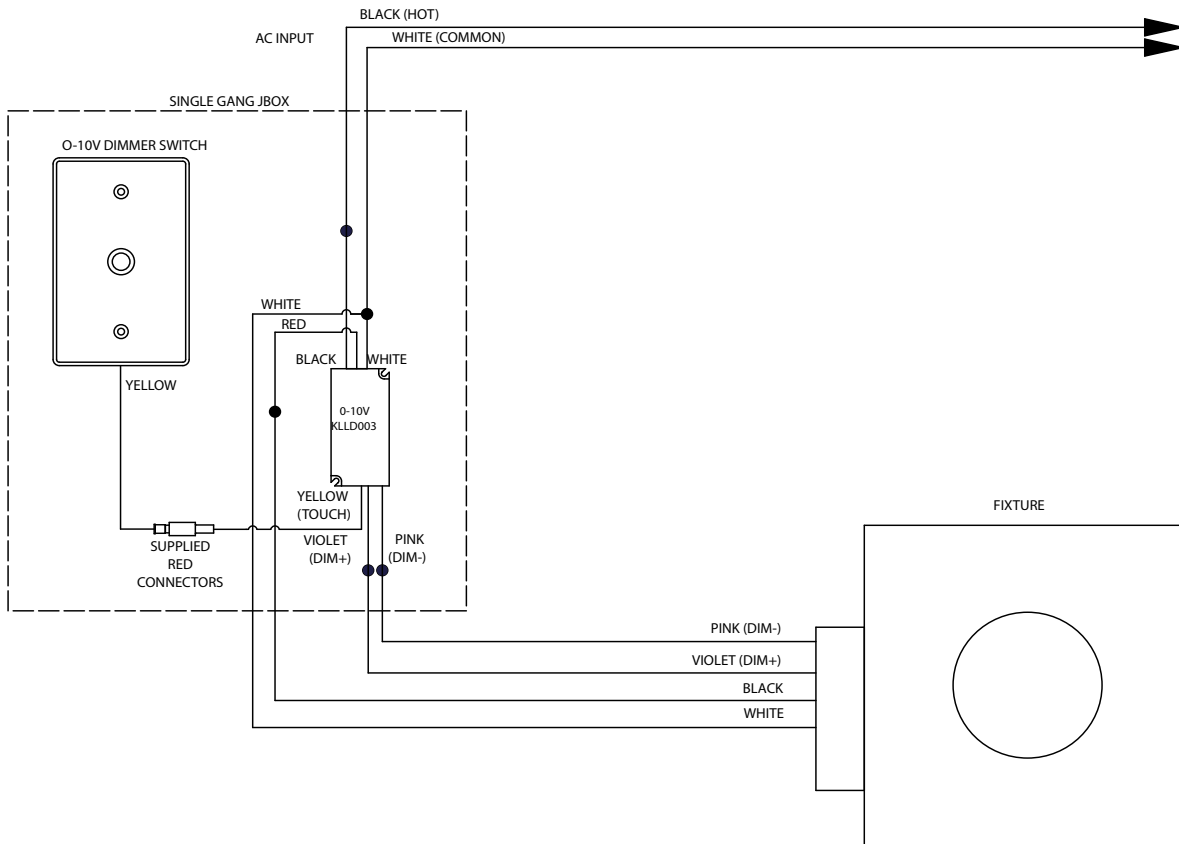 BLACK (HOT)
AC INPUT
WHITE (COMMON)
SINGLE GANG JBOX
O-10V DIMMER SWITCH
WHITE
RED
BLACK
WHITE
YELLOW
0-10V
KLLD003
YELLOW
(TOUCH)
SUPPLIED
RED
CONNECTORS
VIOLET
(DIM+)
PINK
(DIM-)
FIXTURE
PINK (DIM-)
VIOLET (DIM+)
BLACK
WHITE